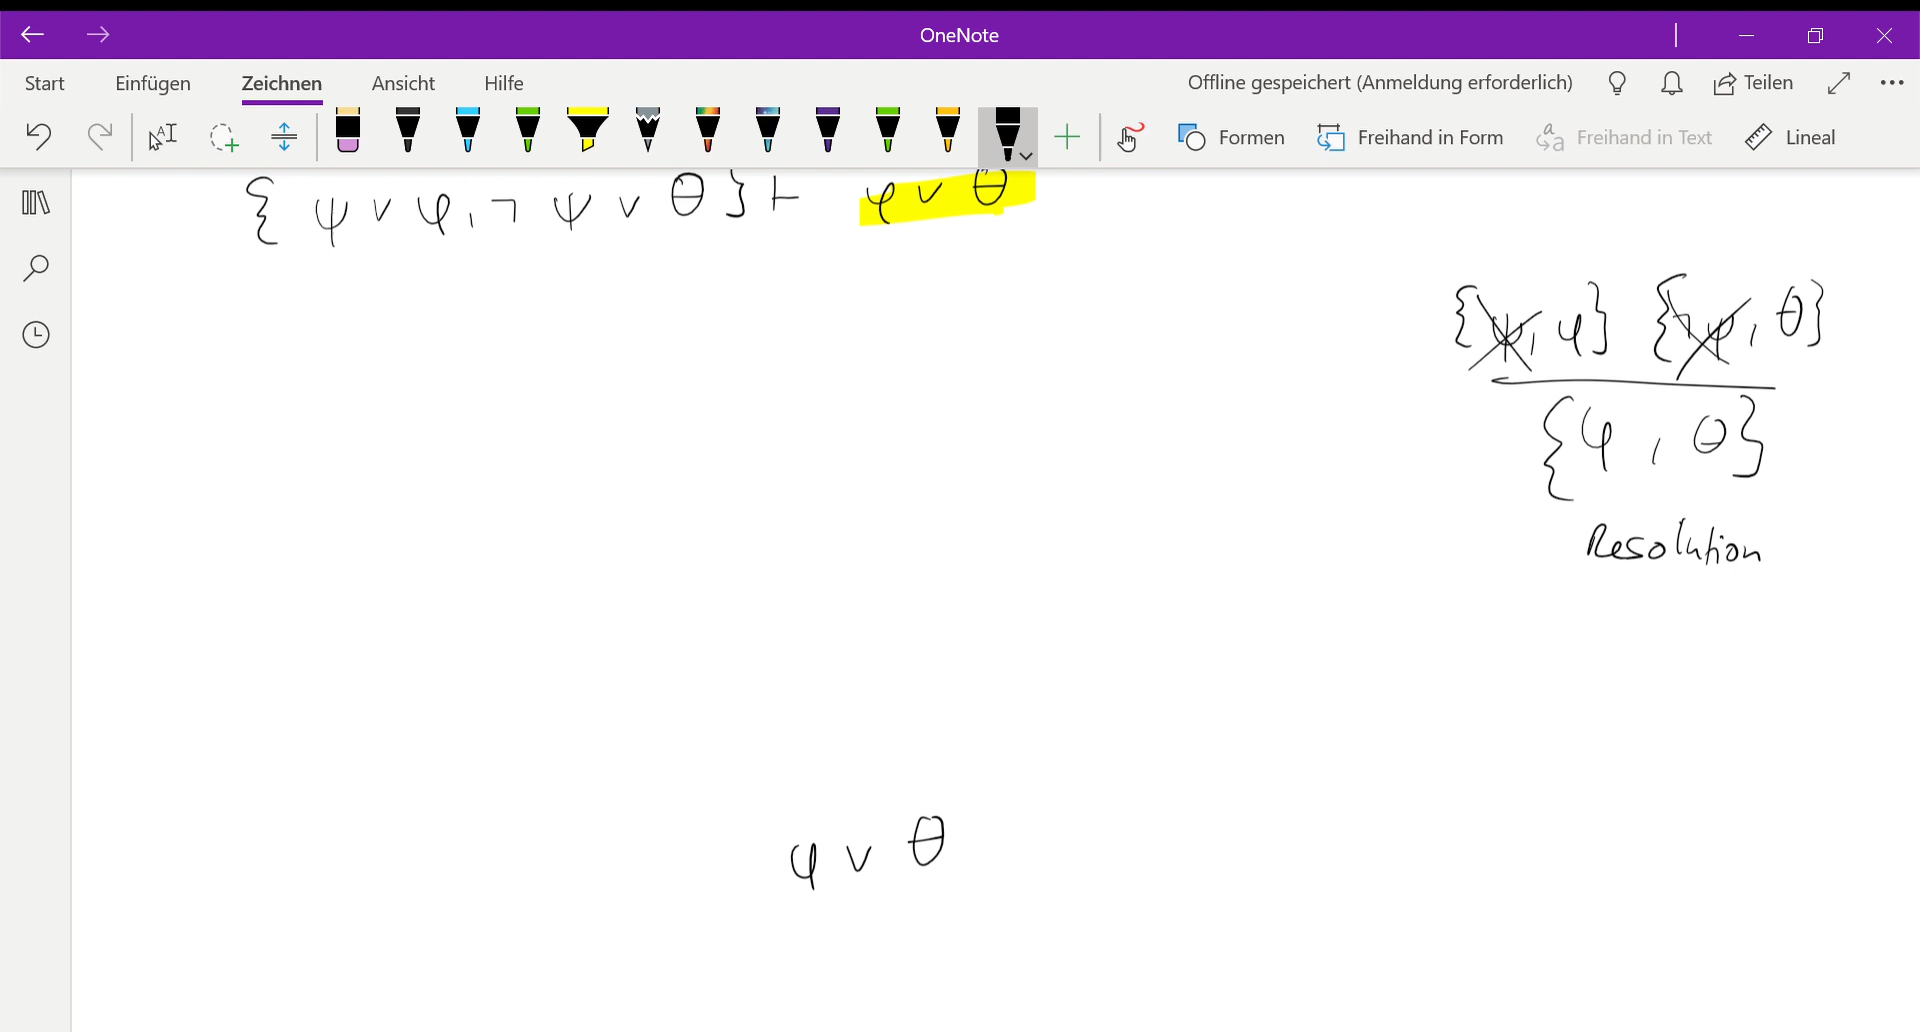 OneNote
Start Einfügen Zeichnen Ansicht Hilfe Offline gespeichert (Anmeldung erforderlich) Teilen
Formen Freihand in Form Freihand in Text Lineal
{ ψ ∨ φ, ¬ ψ ∨ θ } ⊢ φ ∨ θ
{ψ, φ} {¬ψ, θ}
{φ, θ}
Resolution
φ ∨ θ